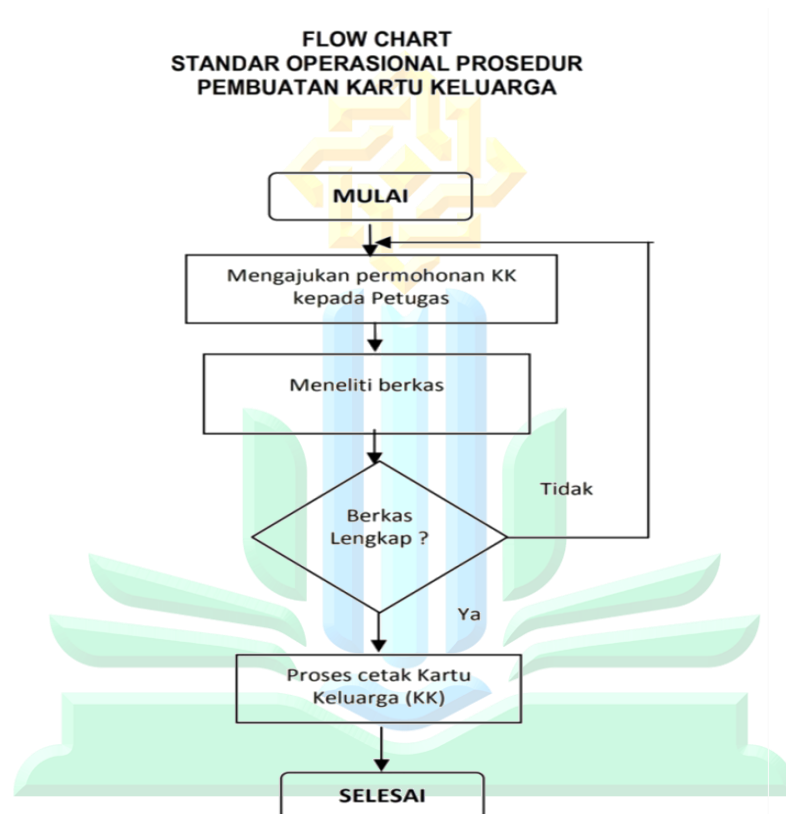 FLOW CHART
STANDAR OPERASIONAL PROSEDUR
PEMBUATAN KARTU KELUARGA
MULAI
Mengajukan permohonan KK
kepada Petugas
Meneliti berkas
Berkas
Lengkap ?
Tidak
Ya
Proses cetak Kartu
Keluarga (KK)
SELESAI